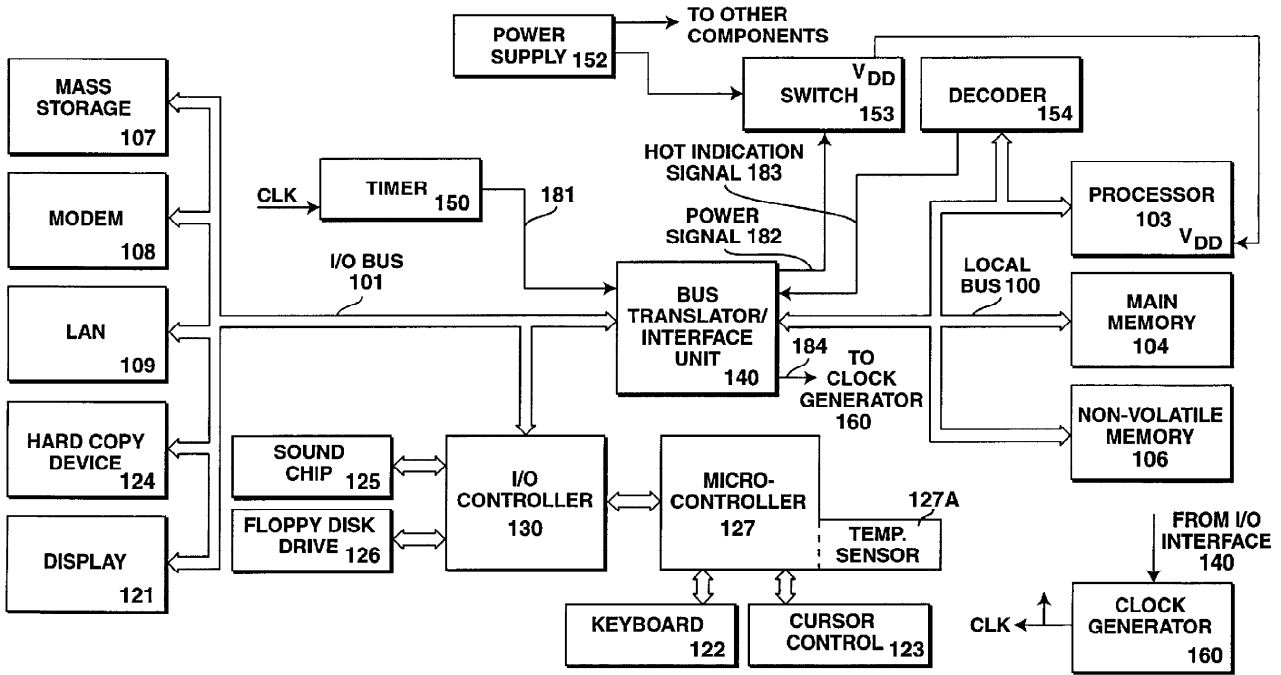 POWER
SUPPLY 152
TO OTHER
COMPONENTS
V DD
SWITCH
153
DECODER
154
MASS
STORAGE
107
HOT INDICATION
SIGNAL 183
TIMER
150
CLK
181
PROCESSOR
103
V DD
MODEM
108
POWER
SIGNAL 182
I/O BUS
101
LOCAL
BUS 100
BUS
TRANSLATOR/
INTERFACE
UNIT
140
MAIN
MEMORY
104
LAN
109
184
TO
CLOCK
GENERATOR
160
NON-VOLATILE
MEMORY
106
HARD COPY
DEVICE
124
SOUND
CHIP
125
I/O
CONTROLLER
130
MICRO-
CONTROLLER
127
127A
TEMP.
SENSOR
FLOPPY DISK
DRIVE 126
FROM I/O
INTERFACE
140
DISPLAY
121
KEYBOARD
122
CURSOR
CONTROL
123
CLK
CLOCK
GENERATOR
160